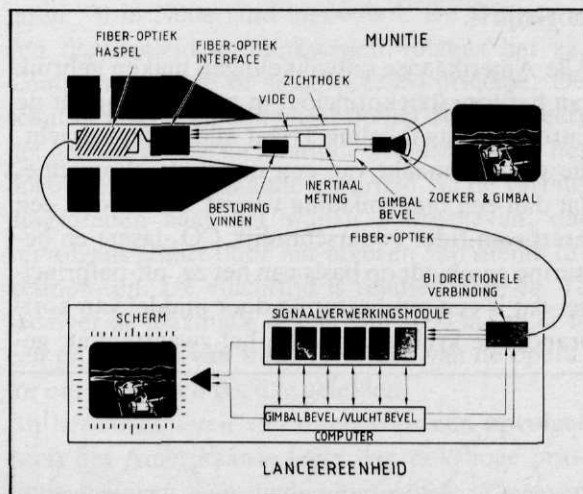 FIBER-OPTIEK
HASPEL
FIBER-OPTIEK
INTERFACE
MUNITIE
VIDEO
ZICHTHOEK
BESTURING
VINNEN
INERTIAAL
METING
GIMBAL
BEVEL
ZOEKER & GIMBAL
FIBER-OPTIEK
BI DIRECTIONELE
VERBINDING
SCHERM
SIGNAALVERWERKINGSMODULE
GIMBAL BEVEL/VLUCHT BEVEL
COMPUTER
LANCEEREENHEID